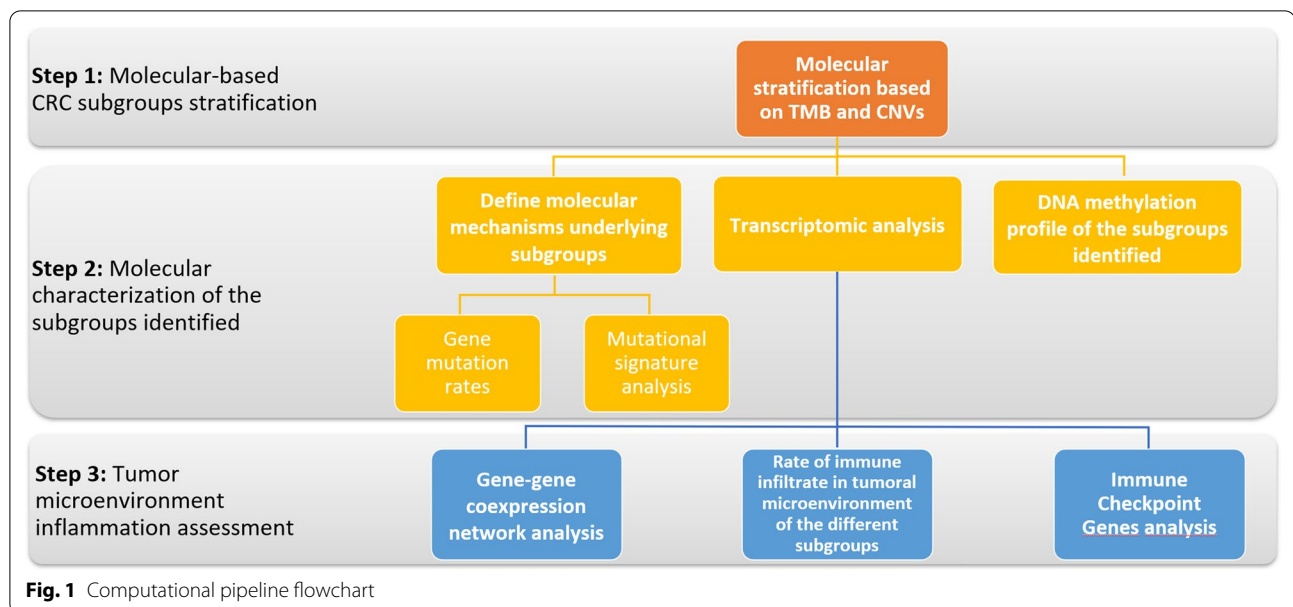 Step 1: Molecular-based
CRC subgroups stratification
Molecular
stratification based
on TMB and CNVs
Step 2: Molecular
characterization of the
subgroups identified
Define molecular
mechanisms underlying
subgroups
Transcriptomic analysis
DNA methylation
profile of the subgroups
identified
Gene
mutation
rates
Mutational
signature
analysis
Step 3: Tumor
microenvironment
inflammation assessment
Gene-gene
coexpression
network analysis
Rate of immune
infiltrate in tumoral
microenvironment
of the different
subgroups
Immune
Checkpoint
Genes analysis
Fig. 1 Computational pipeline flowchart